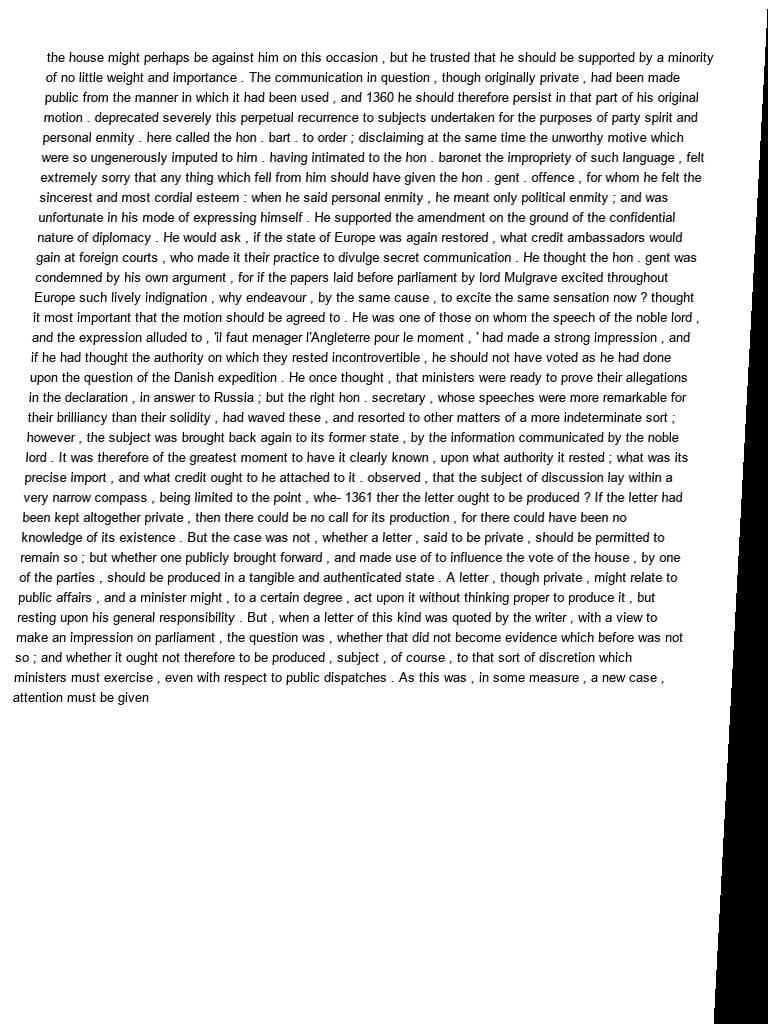 the house might perhaps be against him on this occasion , but he trusted that he should be supported by a minority
of no little weight and importance . The communication in question , though originally private , had been made
public from the manner in which it had been used , and 1360 he should therefore persist in that part of his original
motion . deprecated severely this perpetual recurrence to subjects undertaken for the purposes of party spirit and
personal enmity . here called the hon . bart . to order ; disclaiming at the same time the unworthy motive which
were so ungenerously imputed to him . having intimated to the hon . baronet the impropriety of such language , felt
extremely sorry that any thing which fell from him should have given the hon . gent . offence , for whom he felt the
sincerest and most cordial esteem : when he said personal enmity , he meant only political enmity ; and was
unfortunate in his mode of expressing himself . He supported the amendment on the ground of the confidential
nature of diplomacy . He would ask , if the state of Europe was again restored , what credit ambassadors would
gain at foreign courts , who made it their practice to divulge secret communication . He thought the hon . gent was
condemned by his own argument , for if the papers laid before parliament by lord Mulgrave excited throughout
Europe such lively indignation , why endeavour , by the same cause , to excite the same sensation now ? thought
it most important that the motion should be agreed to . He was one of those on whom the speech of the noble lord ,
and the expression alluded to , 'il faut menager l'Angleterre pour le moment , ' had made a strong impression , and
if he had thought the authority on which they rested incontrovertible , he should not have voted as he had done
upon the question of the Danish expedition . He once thought , that ministers were ready to prove their allegations
in the declaration , in answer to Russia ; but the right hon . secretary , whose speeches were more remarkable for
their brilliancy than their solidity , had waved these , and resorted to other matters of a more indeterminate sort ;
however , the subject was brought back again to its former state , by the information communicated by the noble
lord . It was therefore of the greatest moment to have it clearly known , upon what authority it rested ; what was its
precise import , and what credit ought to he attached to it . observed , that the subject of discussion lay within a
very narrow compass , being limited to the point , whe- 1361 ther the letter ought to be produced ? If the letter had
been kept altogether private , then there could be no call for its production , for there could have been no
knowledge of its existence . But the case was not , whether a letter , said to be private , should be permitted to
remain so ; but whether one publicly brought forward , and made use of to influence the vote of the house , by one
of the parties , should be produced in a tangible and authenticated state . A letter , though private , might relate to
public affairs , and a minister might , to a certain degree , act upon it without thinking proper to produce it , but
resting upon his general responsibility . But , when a letter of this kind was quoted by the writer , with a view to
make an impression on parliament , the question was , whether that did not become evidence which before was not
so ; and whether it ought not therefore to be produced , subject , of course , to that sort of discretion which
ministers must exercise , even with respect to public dispatches . As this was , in some measure , a new case ,
attention must be given